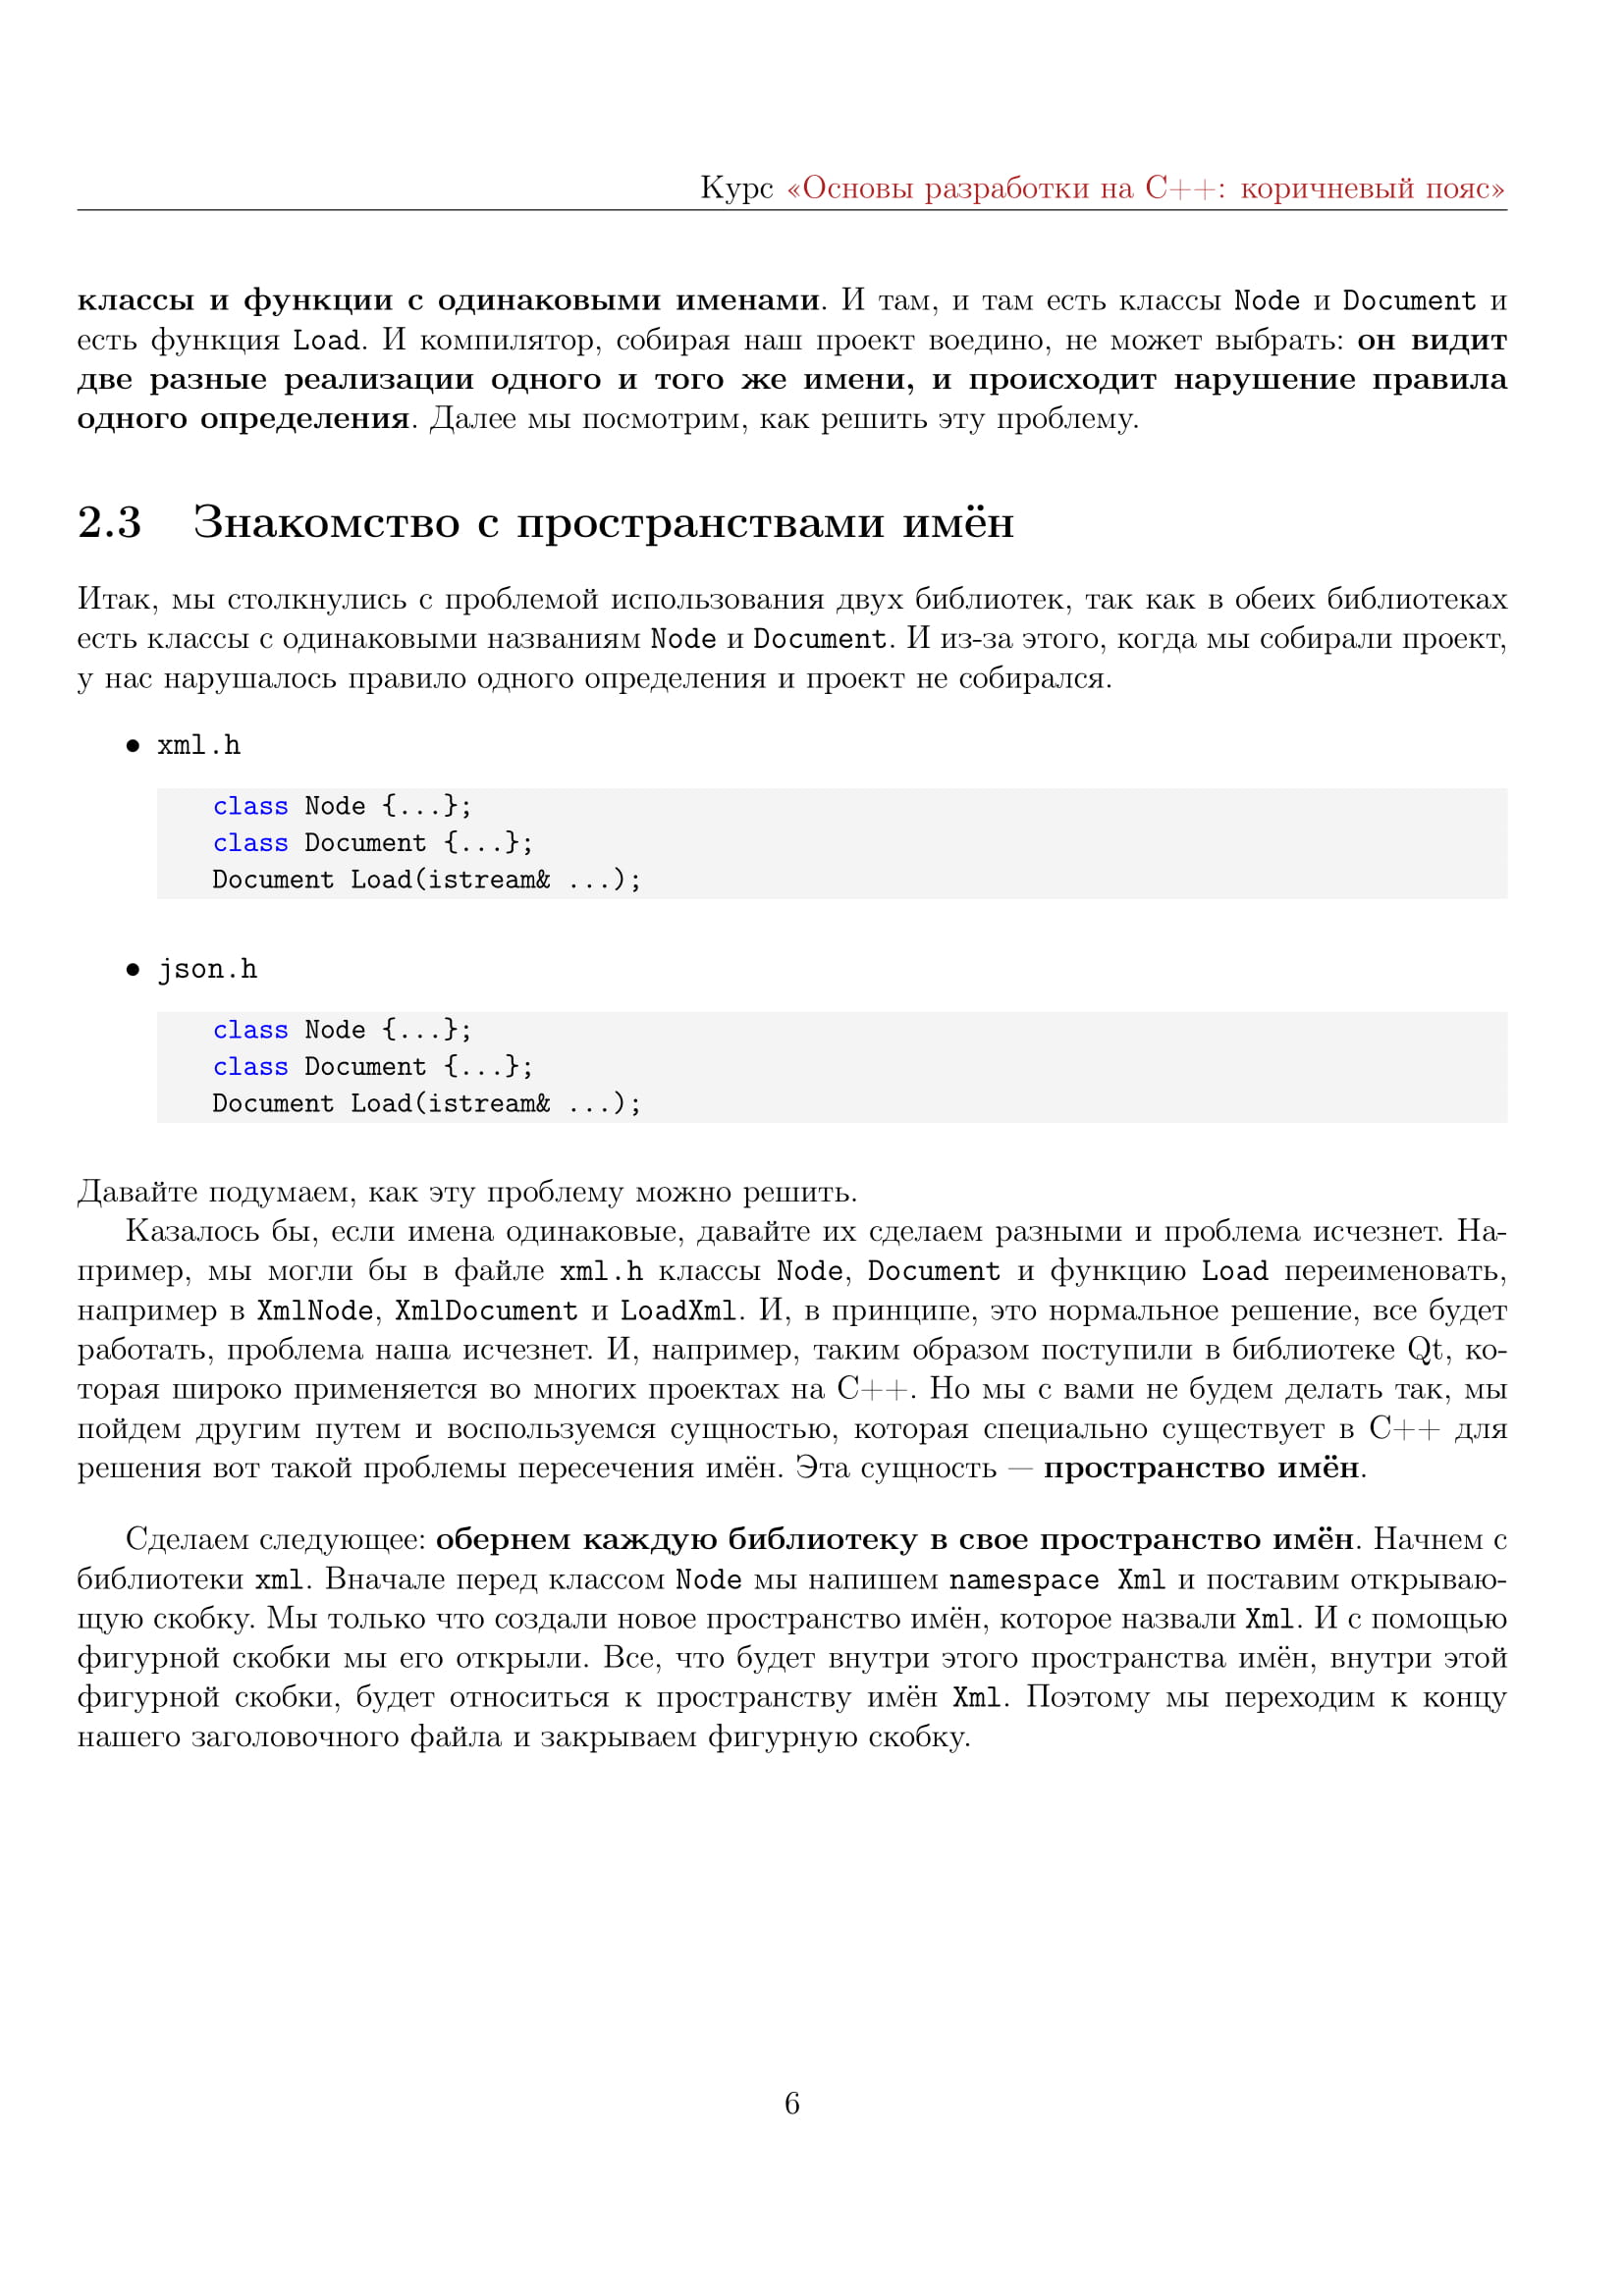 Курс «Основы разработки на C++: коричневый пояс»
классы и функции с одинаковыми именами. И там, и там есть классы Node и Document и
есть функция Load. И компилятор, собирая наш проект воедино, не может выбрать: он видит
две разные реализации одного и того же имени, и происходит нарушение правила
одного определения. Далее мы посмотрим, как решить эту проблему.
2.3 Знакомство с пространствами имён
Итак, мы столкнулись с проблемой использования двух библиотек, так как в обеих библиотеках
есть классы с одинаковыми названиям Node и Document. И из-за этого, когда мы собирали проект,
у нас нарушалось правило одного определения и проект не собирался.
• xml.h
class Node {...};
class Document {...};
Document Load(istream& ...);
• json.h
class Node {...};
class Document {...};
Document Load(istream& ...);
Давайте подумаем, как эту проблему можно решить.
Казалось бы, если имена одинаковые, давайте их сделаем разными и проблема исчезнет. На-
пример, мы могли бы в файле xml.h классы Node, Document и функцию Load переименовать,
например в XmlNode, XmlDocument и LoadXml. И, в принципе, это нормальное решение, все будет
работать, проблема наша исчезнет. И, например, таким образом поступили в библиотеке Qt, ко-
торая широко применяется во многих проектах на C++. Но мы с вами не будем делать так, мы
пойдем другим путем и воспользуемся сущностью, которая специально существует в C++ для
решения вот такой проблемы пересечения имён. Эта сущность — пространство имён.
Сделаем следующее: обернем каждую библиотеку в свое пространство имён. Начнем с
библиотеки xml. Вначале перед классом Node мы напишем namespace Xml и поставим открываю-
щую скобку. Мы только что создали новое пространство имён, которое назвали Xml. И с помощью
фигурной скобки мы его открыли. Все, что будет внутри этого пространства имён, внутри этой
фигурной скобки, будет относиться к пространству имён Xml. Поэтому мы переходим к концу
нашего заголовочного файла и закрываем фигурную скобку.
6